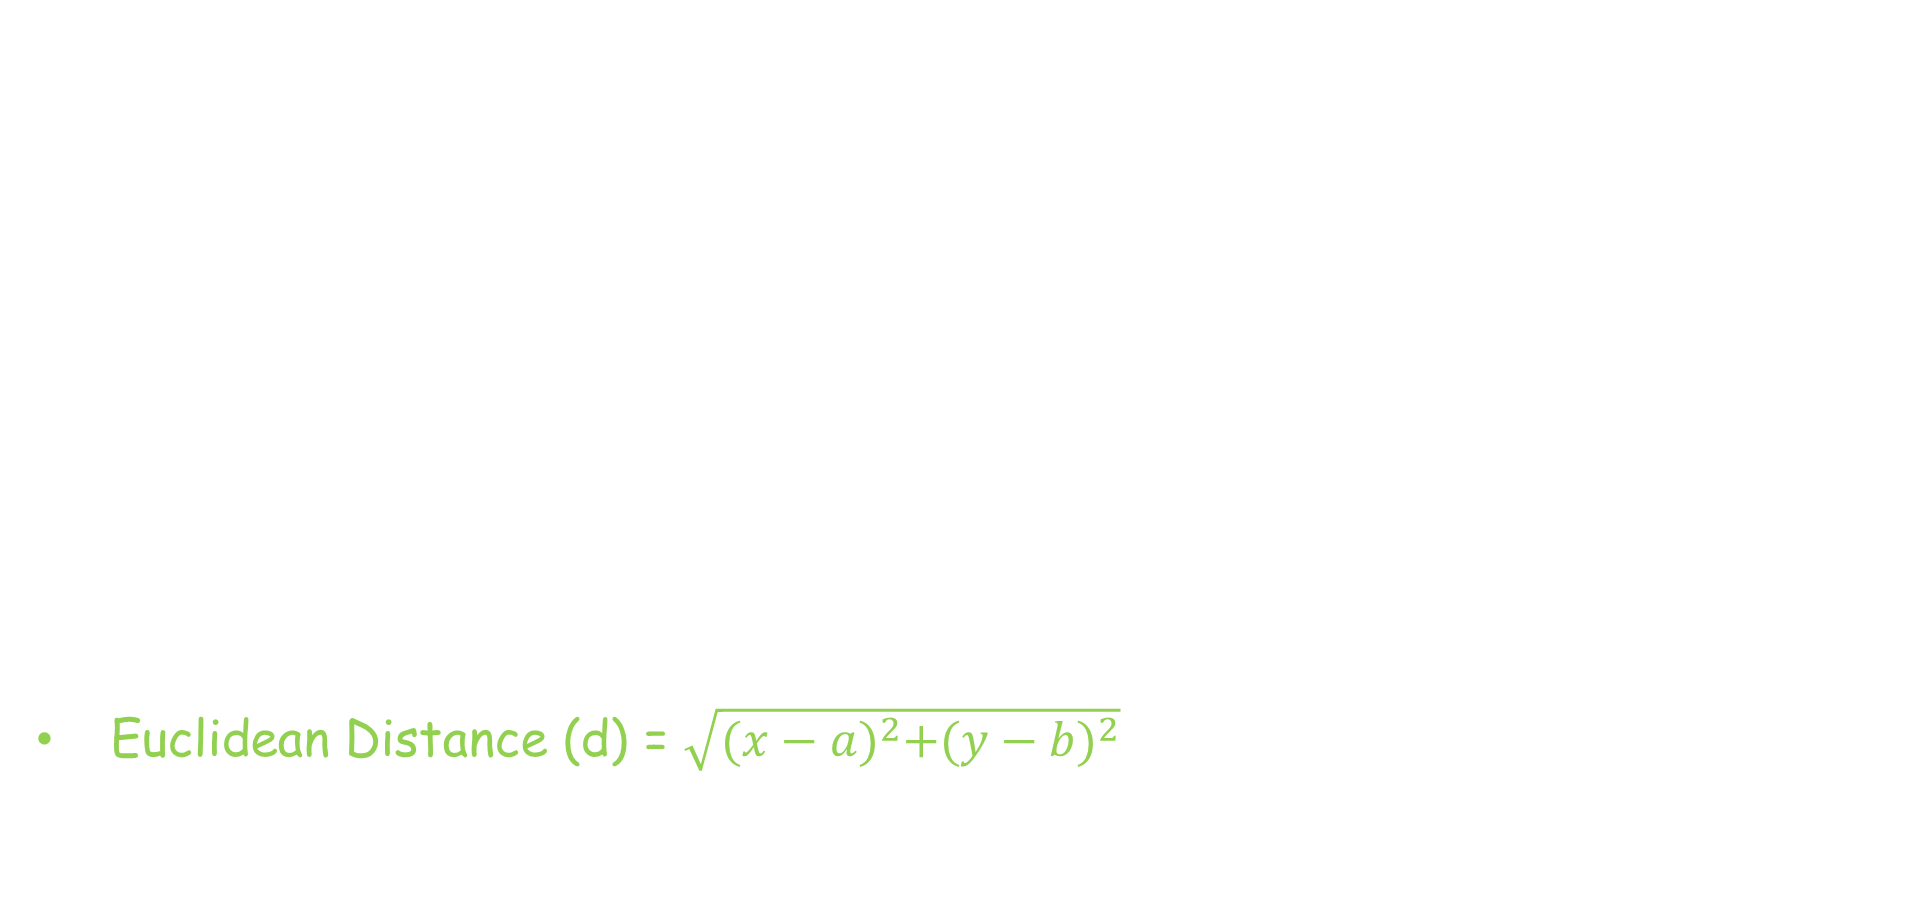 • Euclidean Distance (d) = √(x − a)²+(y − b)²